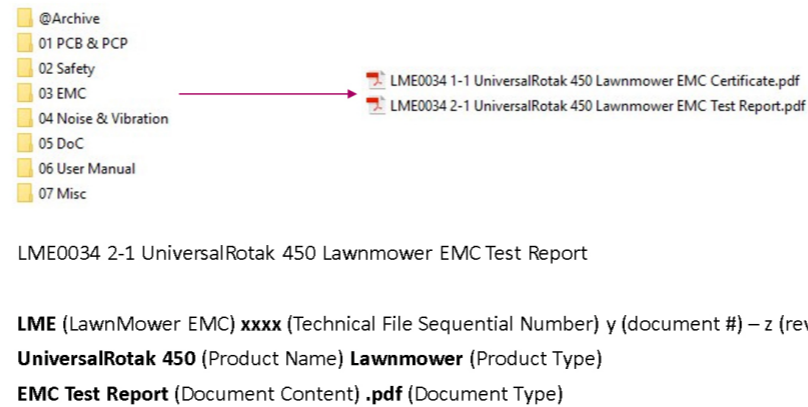 @Archive
01 PCB & PCP
02 Safety
03 EMC
04 Noise & Vibration
05 DoC
06 User Manual
07 Misc
LME0034 1-1 UniversalRotak 450 Lawnmower EMC Certificate.pdf
LME0034 2-1 UniversalRotak 450 Lawnmower EMC Test Report.pdf
LME0034 2-1 UniversalRotak 450 Lawnmower EMC Test Report
LME (LawnMower EMC) xxxx (Technical File Sequential Number) y (document #) – z (rev
UniversalRotak 450 (Product Name) Lawnmower (Product Type)
EMC Test Report (Document Content) .pdf (Document Type)